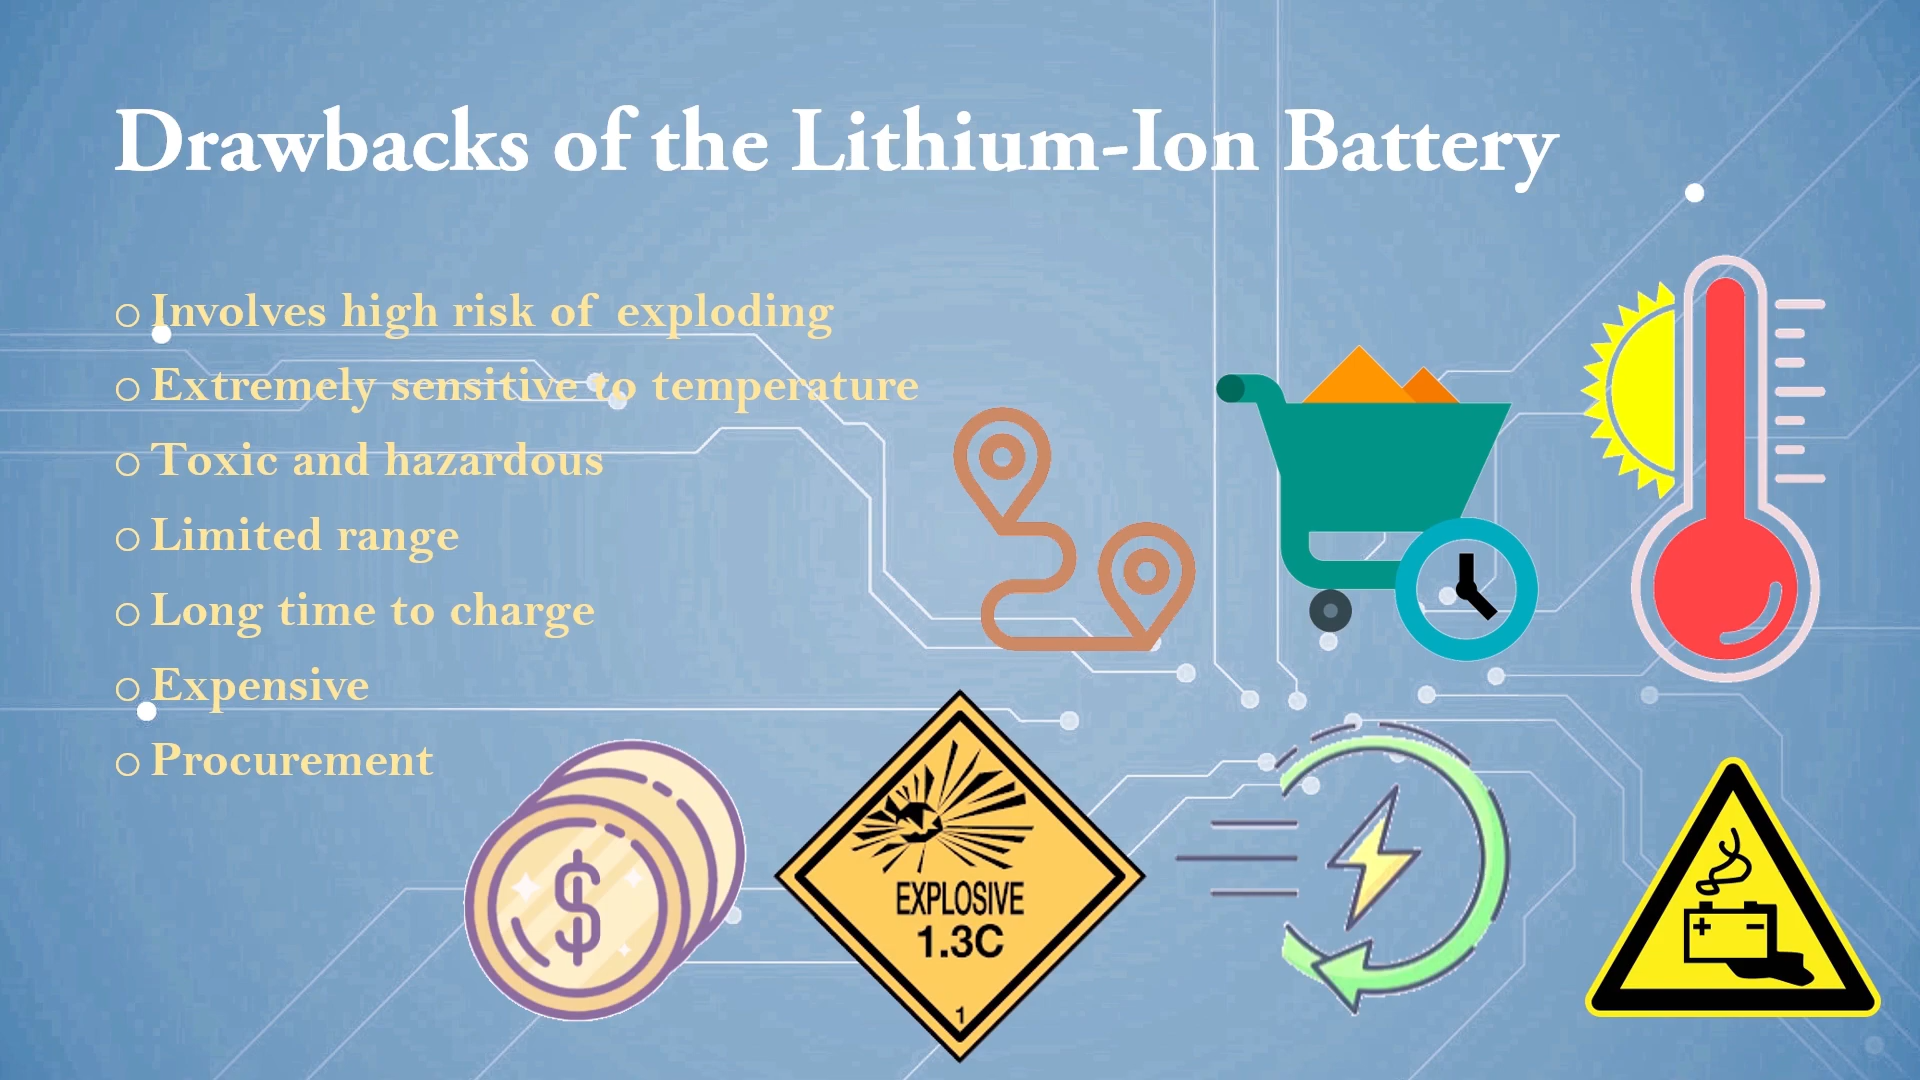 Drawbacks of the Lithium-Ion Battery
Involves high risk of exploding
Extremely sensitive to temperature
Toxic and hazardous
Limited range
Long time to charge
Expensive
Procurement
$
EXPLOSIVE
1.3C
1
+ -